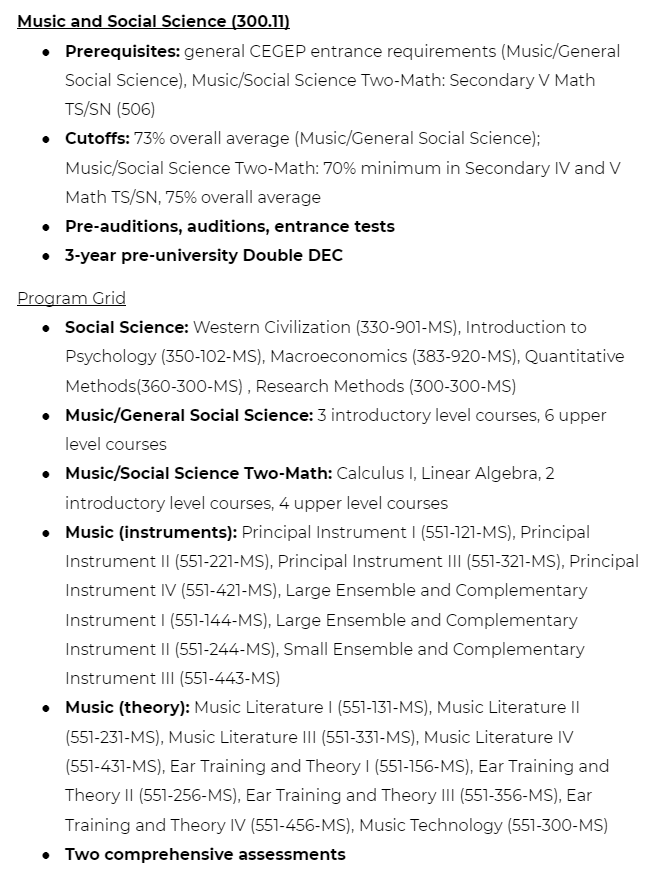 Music and Social Science (300.11)
● Prerequisites: general CEGEP entrance requirements (Music/General
Social Science), Music/Social Science Two-Math: Secondary V Math
TS/SN (506)
● Cutoffs: 73% overall average (Music/General Social Science);
Music/Social Science Two-Math: 70% minimum in Secondary IV and V
Math TS/SN, 75% overall average
● Pre-auditions, auditions, entrance tests
● 3-year pre-university Double DEC
Program Grid
● Social Science: Western Civilization (330-901-MS), Introduction to
Psychology (350-102-MS), Macroeconomics (383-920-MS), Quantitative
Methods(360-300-MS) , Research Methods (300-300-MS)
● Music/General Social Science: 3 introductory level courses, 6 upper
level courses
● Music/Social Science Two-Math: Calculus I, Linear Algebra, 2
introductory level courses, 4 upper level courses
● Music (instruments): Principal Instrument I (551-121-MS), Principal
Instrument II (551-221-MS), Principal Instrument III (551-321-MS), Principal
Instrument IV (551-421-MS), Large Ensemble and Complementary
Instrument I (551-144-MS), Large Ensemble and Complementary
Instrument II (551-244-MS), Small Ensemble and Complementary
Instrument III (551-443-MS)
● Music (theory): Music Literature I (551-131-MS), Music Literature II
(551-231-MS), Music Literature III (551-331-MS), Music Literature IV
(551-431-MS), Ear Training and Theory I (551-156-MS), Ear Training and
Theory II (551-256-MS), Ear Training and Theory III (551-356-MS), Ear
Training and Theory IV (551-456-MS), Music Technology (551-300-MS)
● Two comprehensive assessments